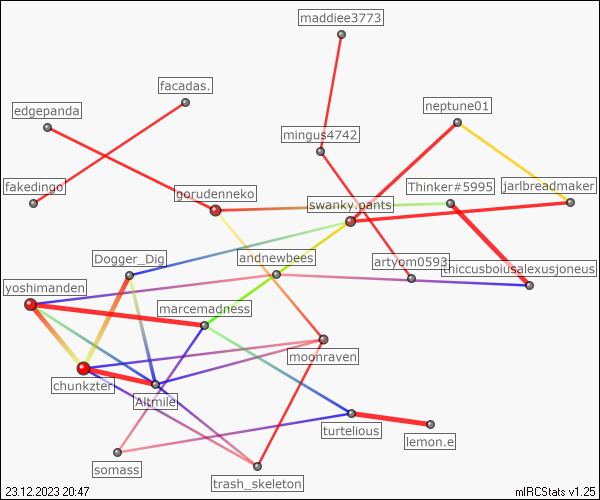 maddiee3773
facadas.
edgepanda
neptune01
mingus4742
fakedingo
gorudenneko
Thinker#5995
jarlbreadmaker
swanky.pants
Dogger_Dig
andnewbees
artyom0593
thiccusboiusalexusjoneus
yoshimanden
marcemadness
moonraven
chunkzter
Altmile
turtelious
lemon.e
somass
trash_skeleton
23.12.2023 20:47
mIRCStats v1.25